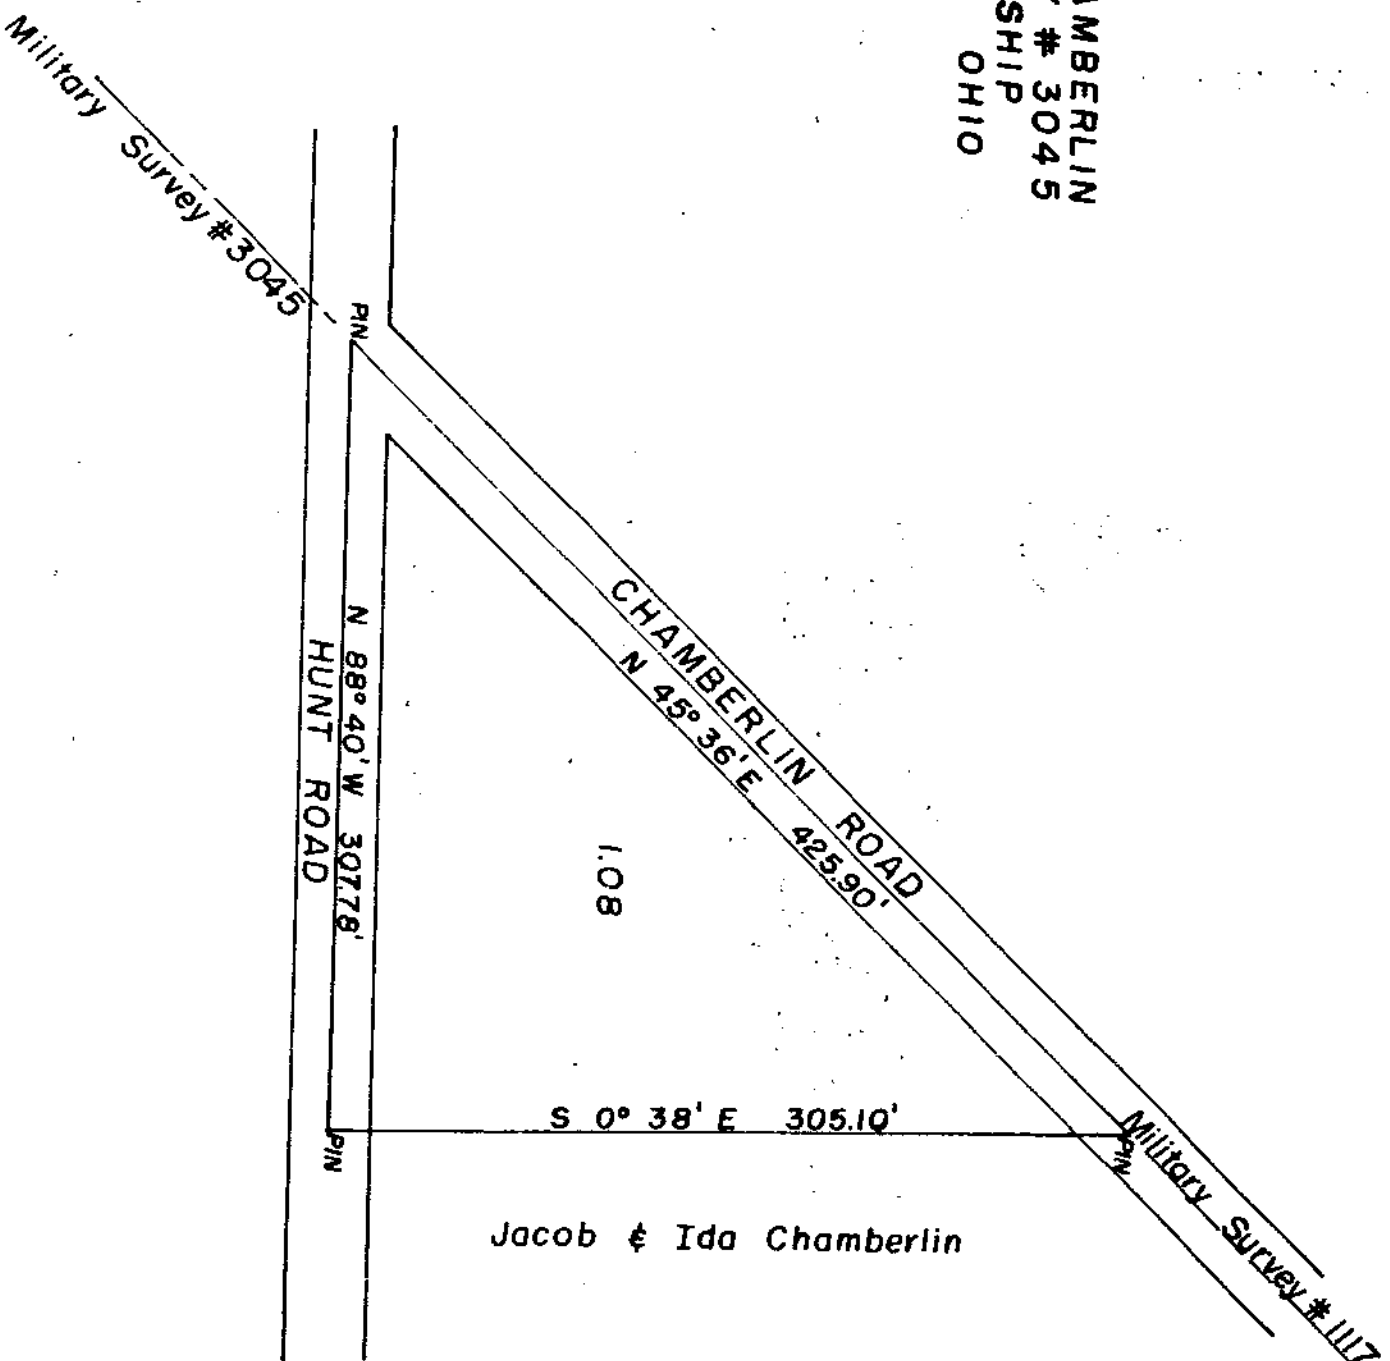 AMBERLIN
# 3045
SHIP
OHIO
Military Survey #3045
PIN
CHAMBERLIN ROAD
N 45° 36' E 425.90'
N 88° 40' W 307.78'
HUNT ROAD
1.08
S 0° 38' E 305.10'
PIN
PIN
Military Survey # 1117
Jacob & Ida Chamberlin